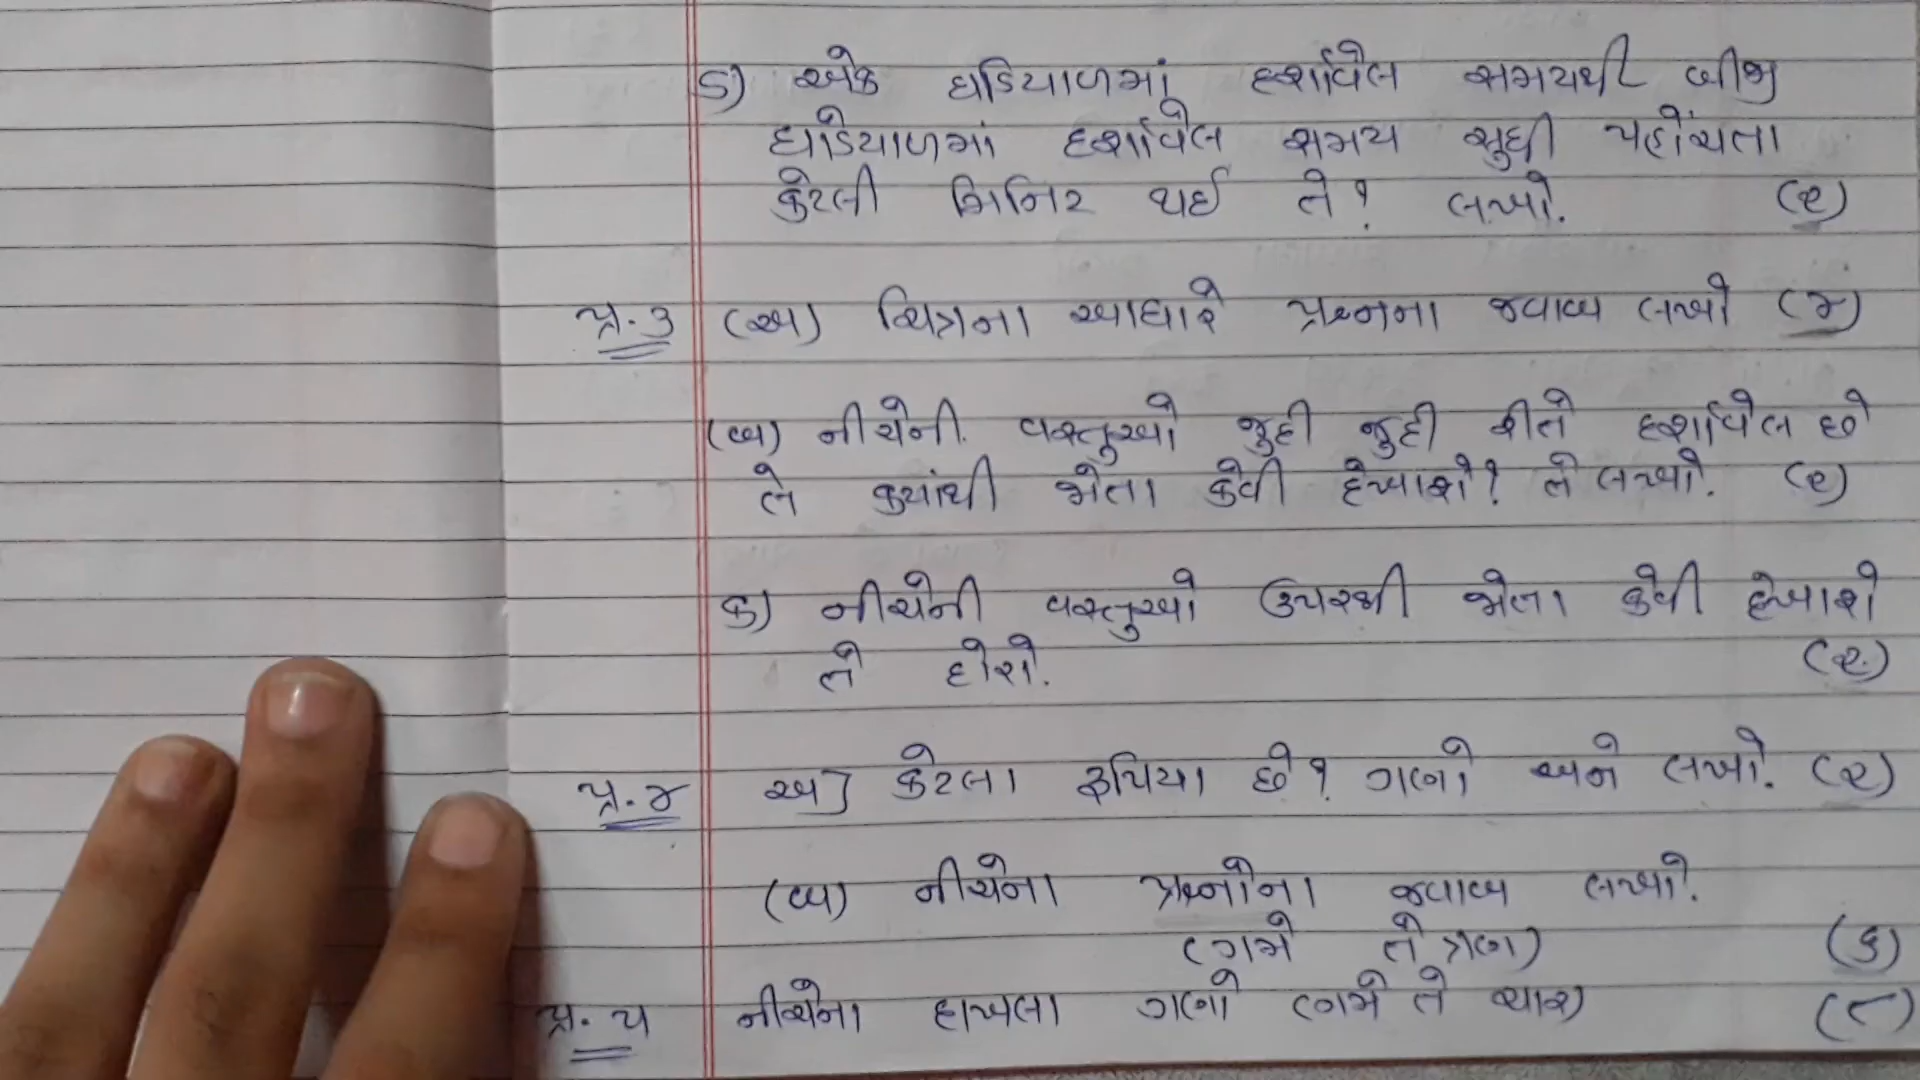 ડ) એક ઘડિયાળમાં દર્શાવેલ સમયથી બીજી
ઘડિયાળમાં દર્શાવેલ સમય સુધી પહોંચતા
કેટલી મિનિટ થઈ તે? લખો. (૨)
પ્ર.૩ (અ) ચિત્રના આધારે પ્રશ્નના જવાબ લખો (૪)
(બ) નીચેની વસ્તુઓ જુદી જુદી રીતે દર્શાવેલ છે
તે ક્યાંથી જોતા કેવી દેખાશે? તે લખો. (૨)
ક) નીચેની વસ્તુઓ ઉપરથી જોતા કેવી દેખાશે
તે દોરો. (૨)
પ્ર.૪ અ] કેટલા રૂપિયા છે? ગણો અને લખો. (૨)
(બ) નીચેના પ્રશ્નોના જવાબ લખો.
(ગમે તે ત્રણ) (૬)
પ્ર.૫ નીચેના દાખલા ગણો (ગમે તે ચાર) (૮)